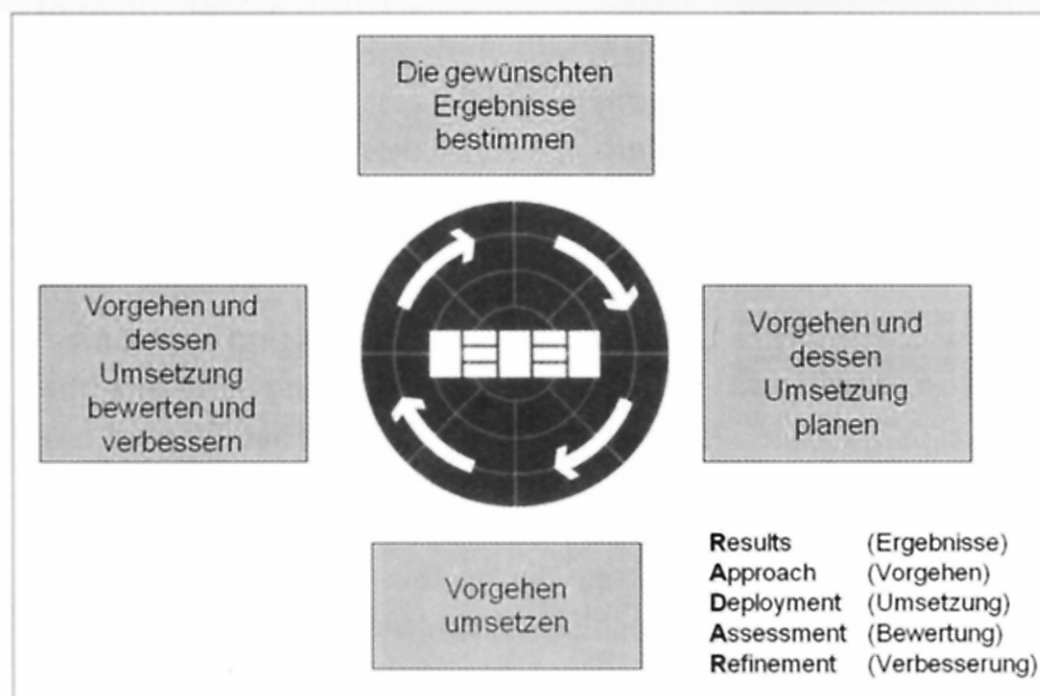 Die gewünschten
Ergebnisse
bestimmen
Vorgehen und
dessen
Umsetzung
bewerten und
verbessern
Vorgehen und
dessen
Umsetzung
planen
Vorgehen
umsetzen
Results (Ergebnisse)
Approach (Vorgehen)
Deployment (Umsetzung)
Assessment (Bewertung)
Refinement (Verbesserung)